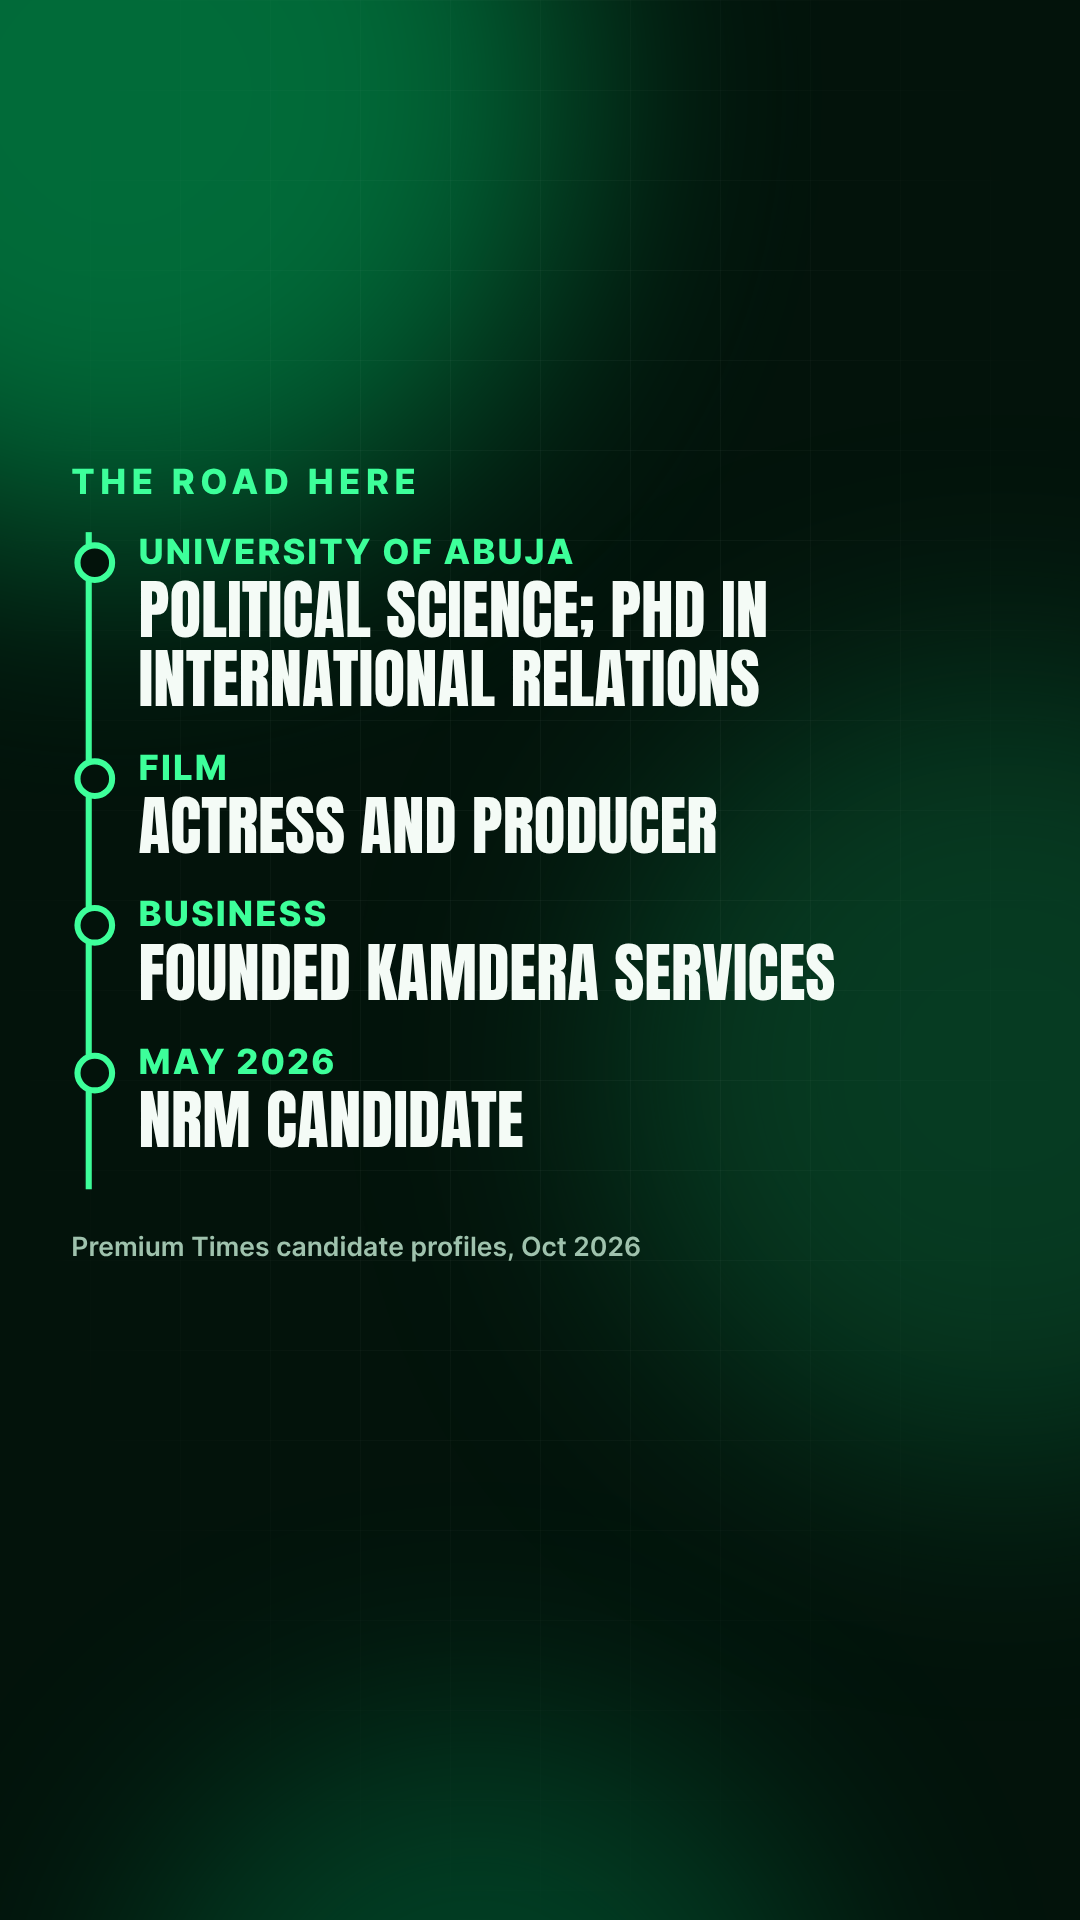 THE ROAD HERE
UNIVERSITY OF ABUJA
POLITICAL SCIENCE; PHD IN
INTERNATIONAL RELATIONS
FILM
ACTRESS AND PRODUCER
BUSINESS
FOUNDED KAMDERA SERVICES
MAY 2026
NRM CANDIDATE
Premium Times candidate profiles, Oct 2026